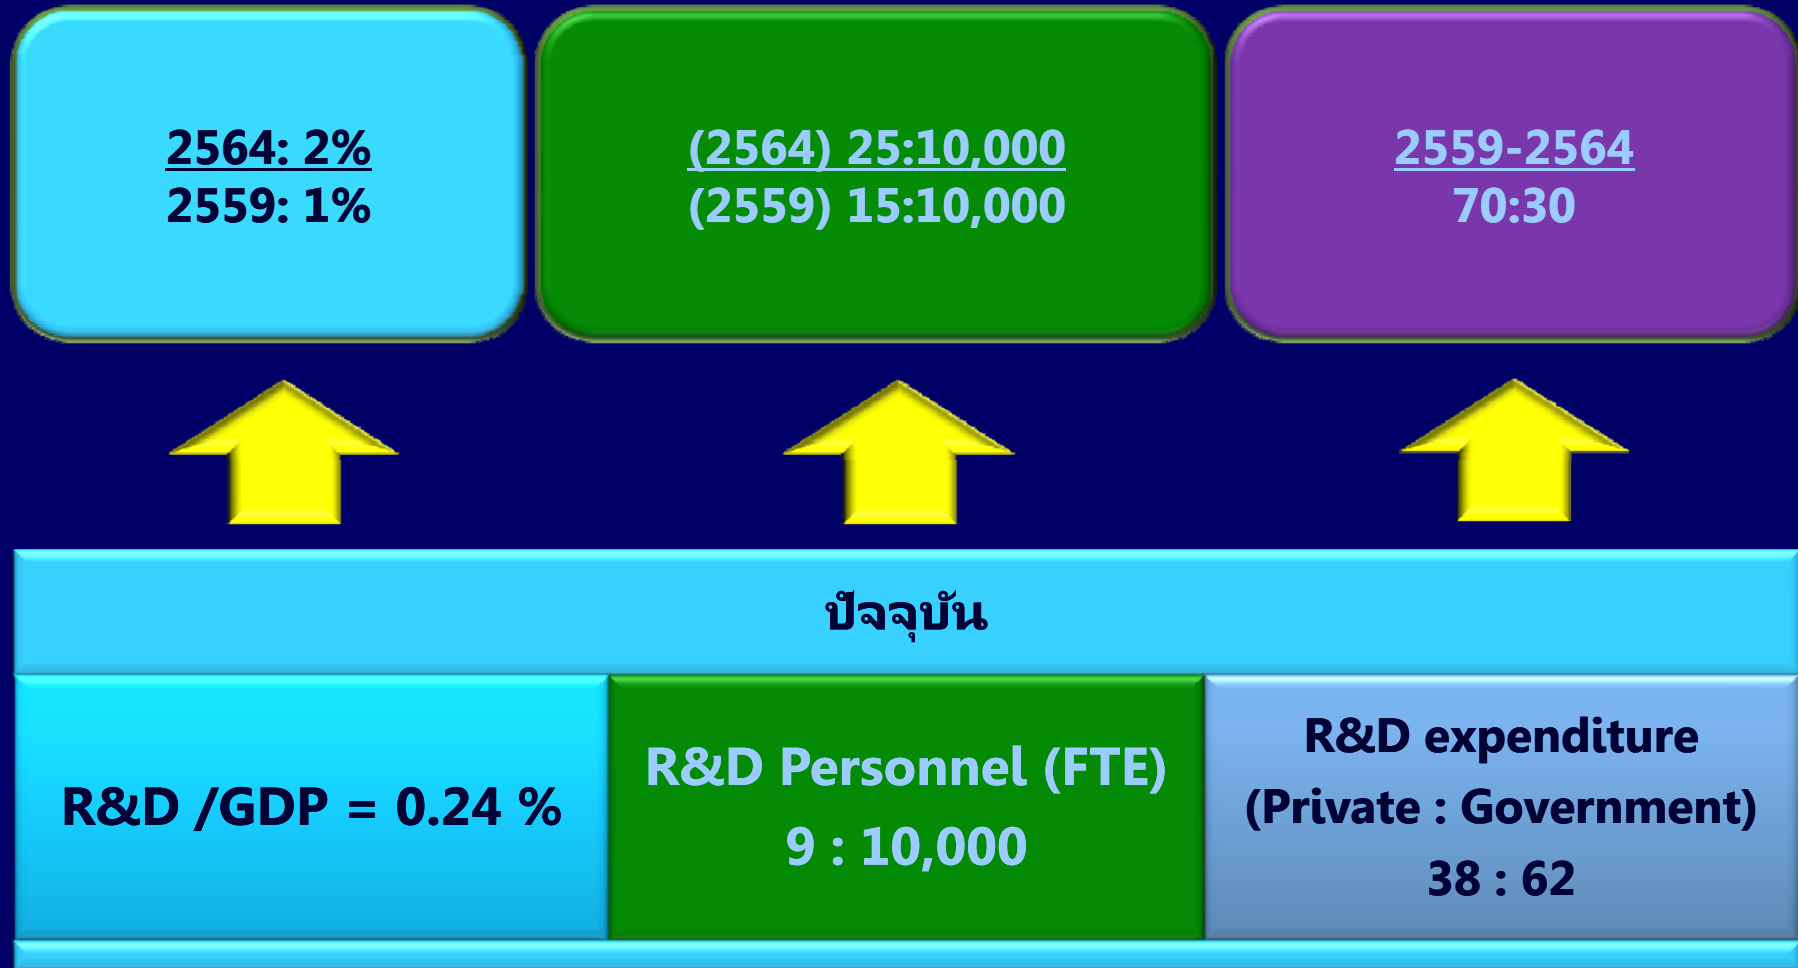 2564: 2%
2559: 1%
(2564) 25:10,000
(2559) 15:10,000
2559-2564
70:30
ปัจจุบัน
R&D /GDP = 0.24 %
R&D Personnel (FTE)
9 : 10,000
R&D expenditure
(Private : Government)
38 : 62